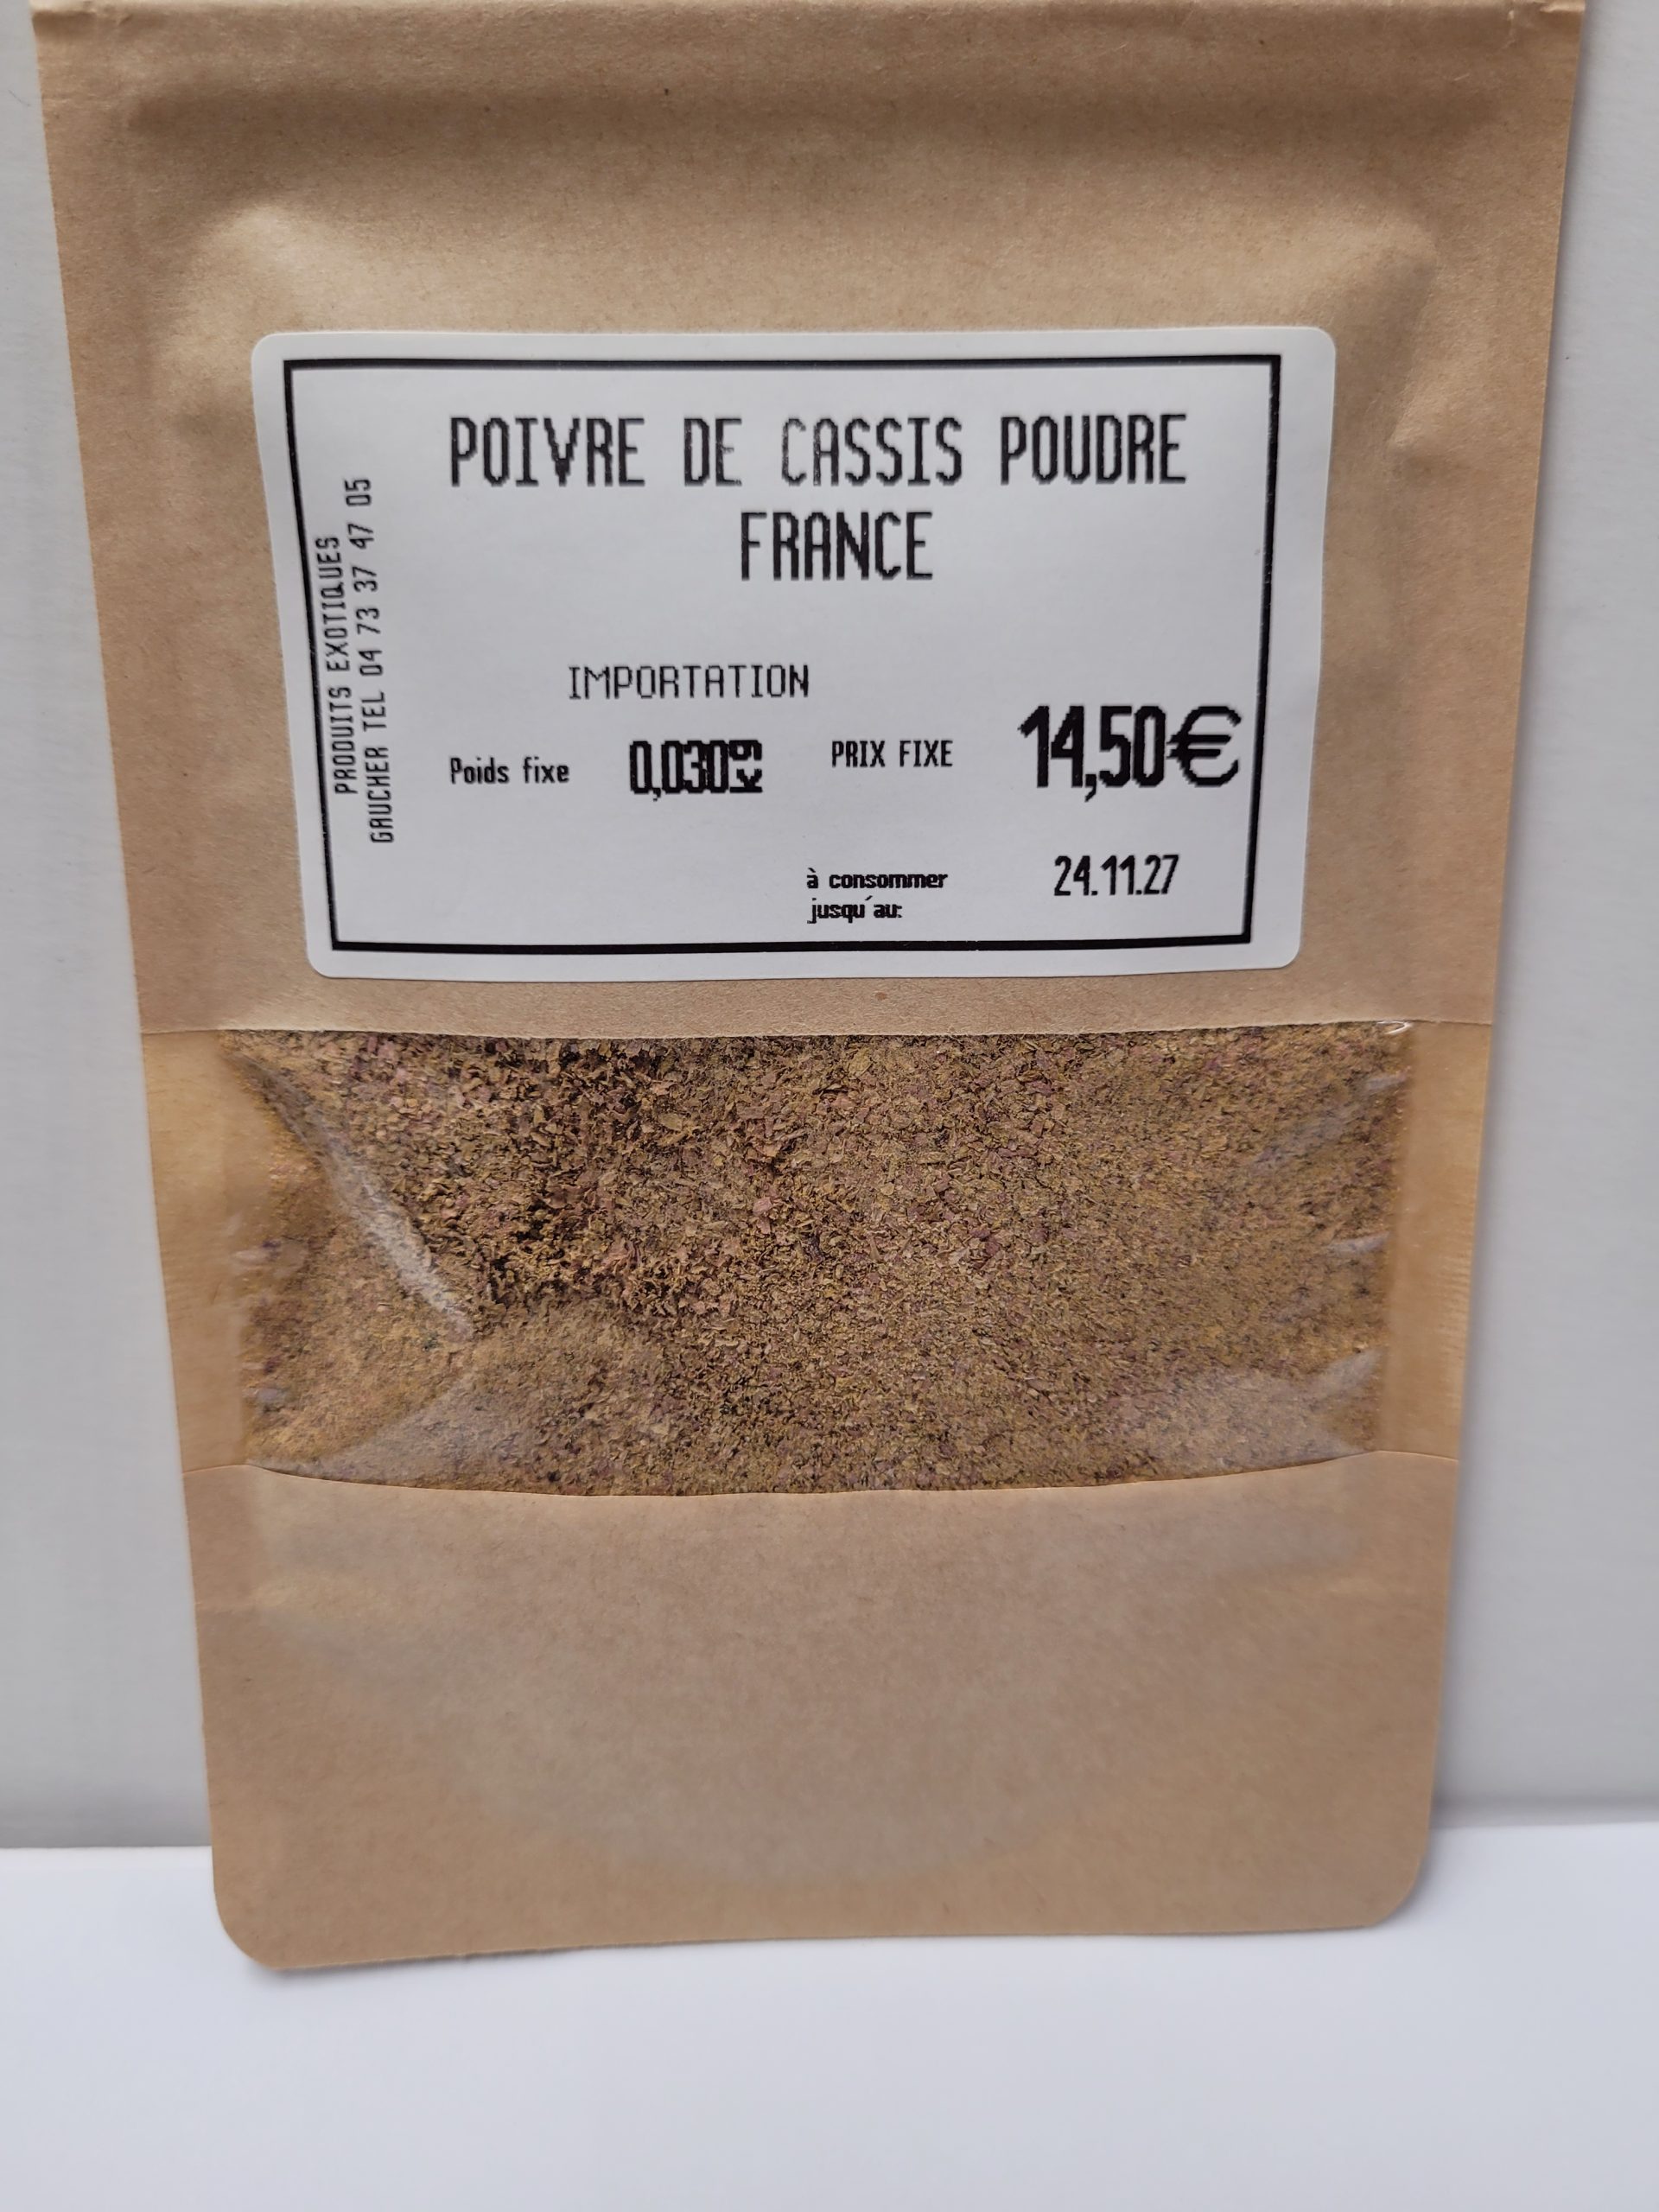 POIVRE DE CASSIS POUDRE
FRANCE
PRODUITS EXOTIQUES
GAUCHER TEL 04 73 37 47 05
IMPORTATION
Poids fixe 0,030kg PRIX FIXE 14,50€
à consommer 24.11.27
jusqu'au: